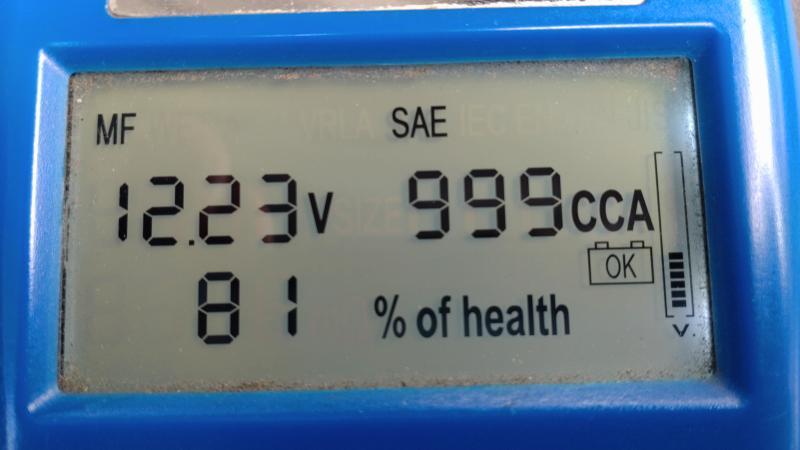 MF SAE
12.23V 999CCA
OK
81 % of health
V